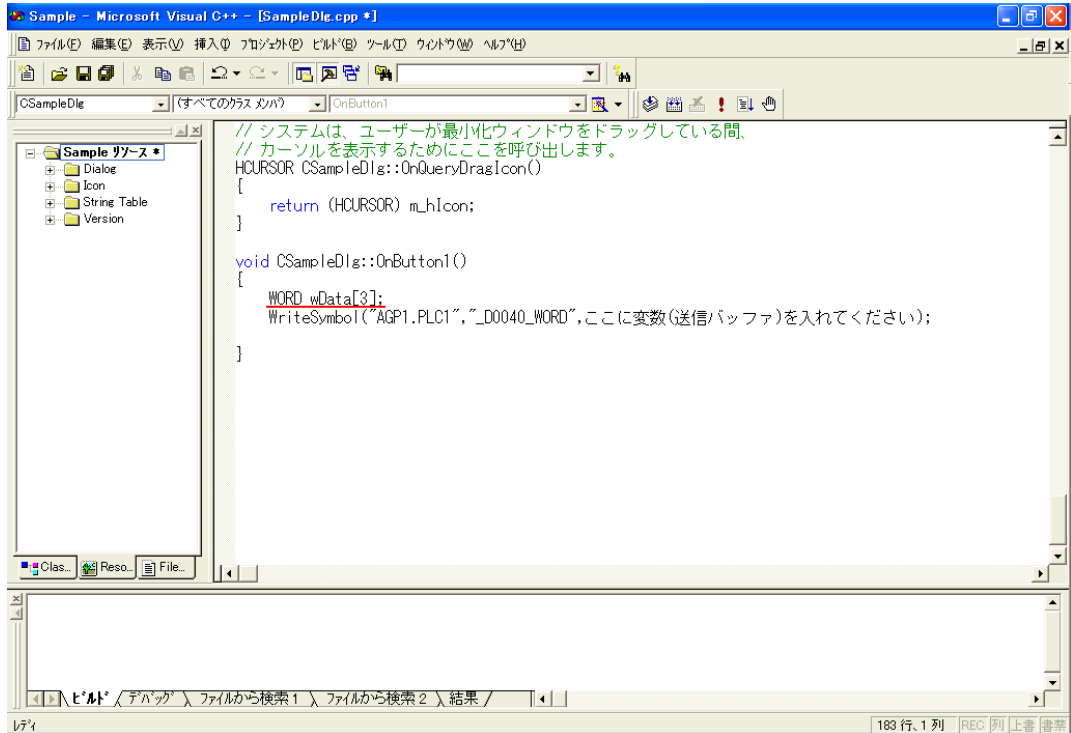 Sample - Microsoft Visual C++ - [SampleDlg.cpp *]
ファイル(F) 編集(E) 表示(V) 挿入(I) プロジェクト(P) ビルド(B) ツール(T) ウィンドウ(W) ヘルプ(H)
CSampleDlg (すべてのクラス メンバ) OnButton1
Sample リソース *
Dialog
Icon
String Table
Version
Clas... Reso... File...
// システムは、ユーザーが最小化ウィンドウをドラッグしている間、
// カーソルを表示するためにここを呼び出します。
HCURSOR CSampleDlg::OnQueryDragIcon()
{
return (HCURSOR) m_hIcon;
}
void CSampleDlg::OnButton1()
{
WORD wData[3];
WriteSymbol("AGP1.PLC1","_D0040_WORD",ここに変数(送信バッファ)を入れてください);
}
ビルド デバッグ ファイルから検索 1 ファイルから検索 2 結果
レディ 183 行、1 列 REC 列 上書 書禁